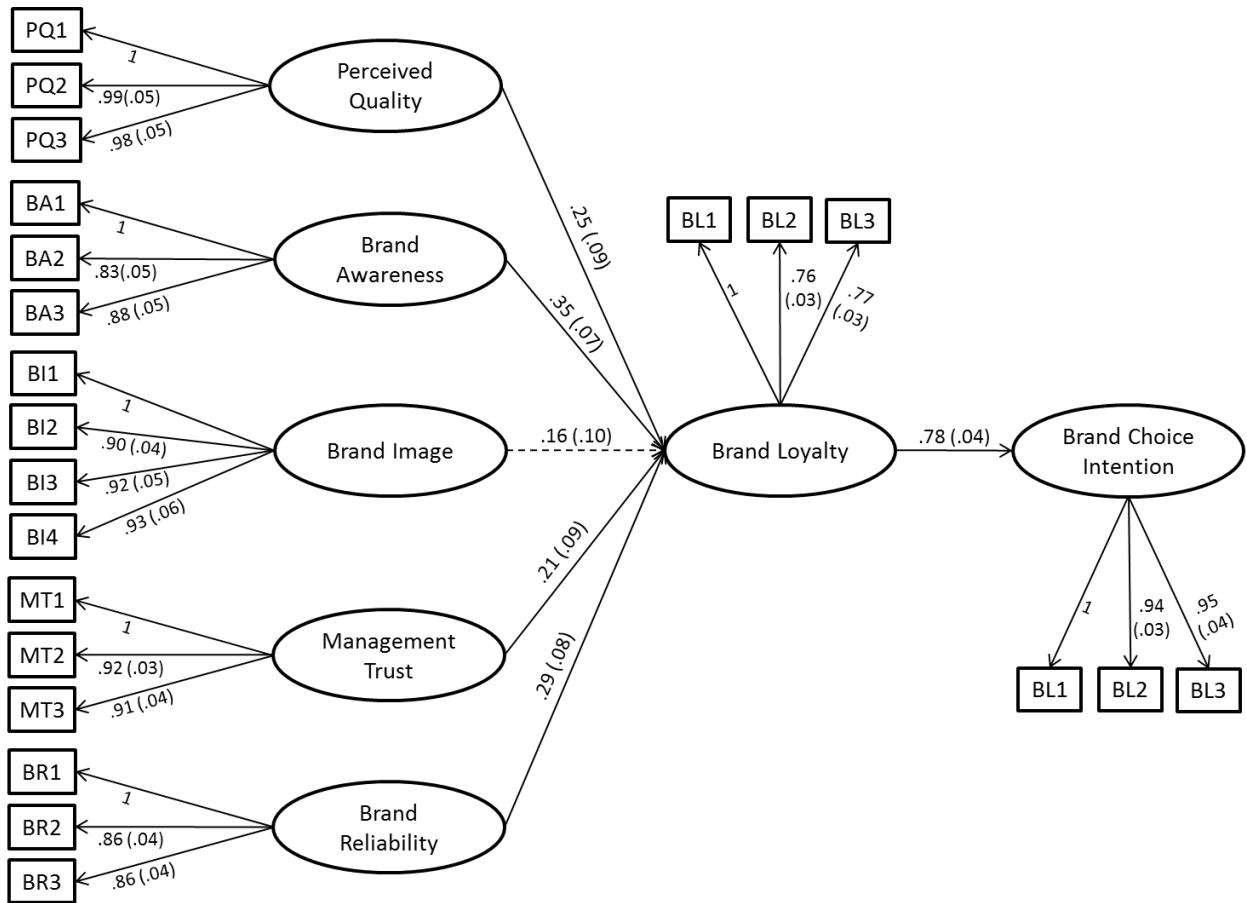 PQ1
1
PQ2
.99(.05)
PQ3
.98 (.05)
Perceived
Quality
.25 (.09)
BA1
1
BA2
.83(.05)
BA3
.88 (.05)
Brand
Awareness
.35 (.07)
BI1
1
BI2
.90 (.04)
BI3
.92 (.05)
BI4
.93 (.06)
Brand Image
.16 (.10)
MT1
1
MT2
.92 (.03)
MT3
.91 (.04)
Management
Trust
.21 (.09)
BR1
1
BR2
.86 (.04)
BR3
.86 (.04)
Brand
Reliability
.29 (.08)
BL1
BL2
BL3
1
.76
(.03)
.77
(.03)
Brand Loyalty
.78 (.04)
Brand Choice
Intention
1
.94
(.03)
.95
(.04)
BL1
BL2
BL3